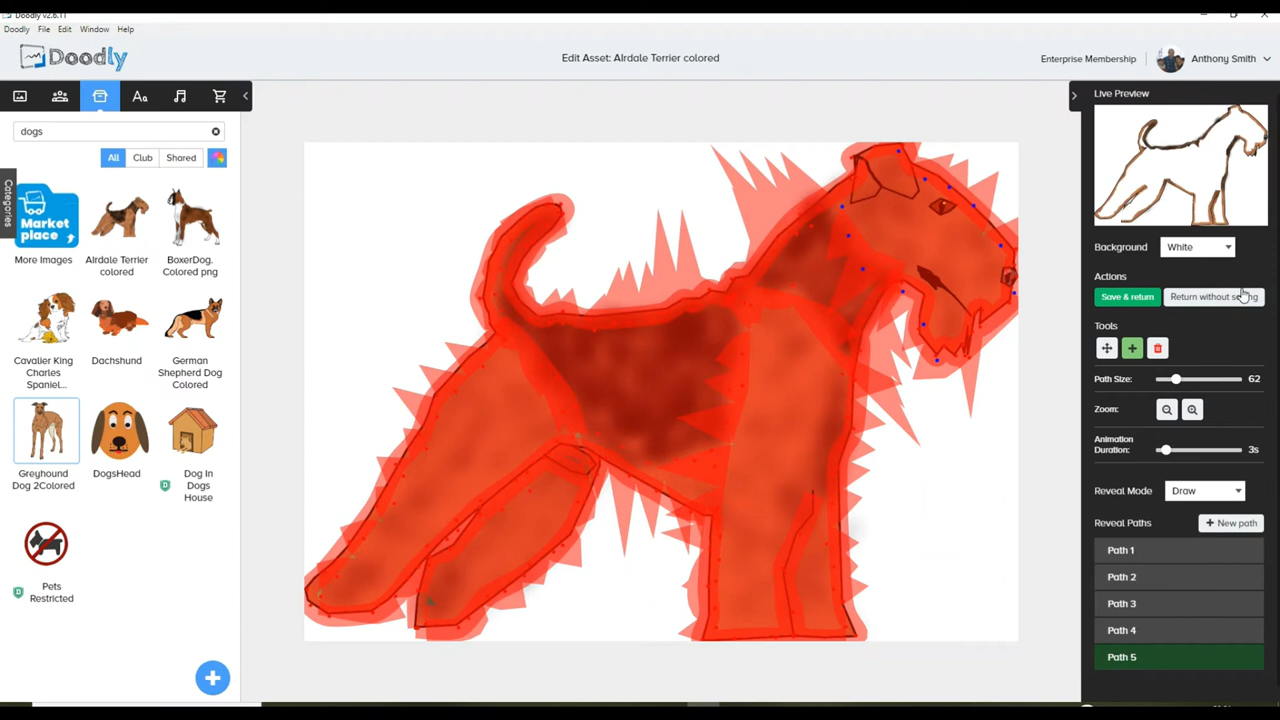 Doodly v2.6.11
Doodly File Edit Window Help
Doodly
Edit Asset: AIrdale Terrier colored
Enterprise Membership
Anthony Smith
dogs
All Club Shared
Categories
Market place
More Images
AIrdale Terrier colored
BoxerDog. Colored png
Cavalier King Charles Spaniel...
Dachshund
German Shepherd Dog Colored
Greyhound Dog 2Colored
DogsHead
Dog In Dogs House
Pets Restricted
Live Preview
Background White
Actions
Save & return
Return without
Tools
Path Size: 62
Zoom:
Animation Duration: 3s
Reveal Mode Draw
Reveal Paths + New path
Path 1
Path 2
Path 3
Path 4
Path 5